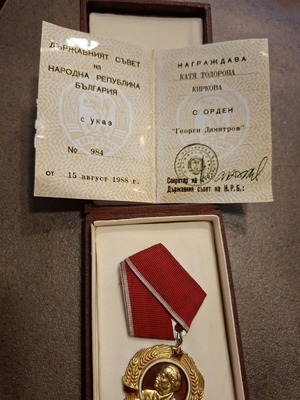 ДЪРЖАВНИЯТ СЪВЕТ
на
НАРОДНА РЕПУБЛИКА
БЪЛГАРИЯ
с указ
№ 984
от 15 август 1988 г.
НАГРАЖДАВА
КАТЯ ТОДОРОВА
КИРКОВА
С ОРДЕН
"Георги Димитров"
Секретар на
Държавния съвет на Н.Р.Б.: